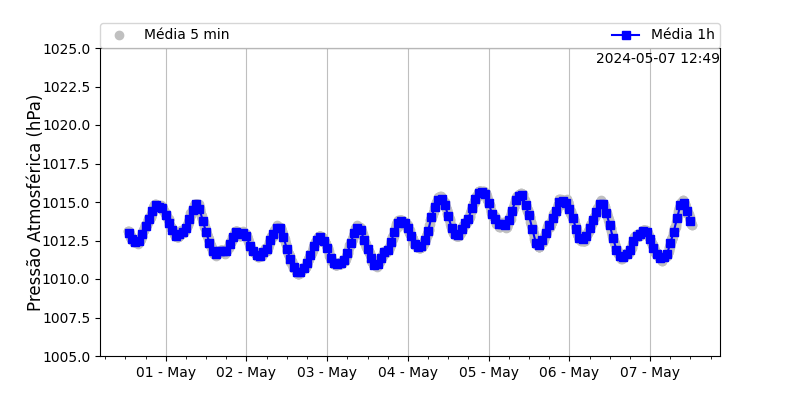 Média 5 min
Média 1h
2024-05-07 12:49
Pressão Atmosférica (hPa)
1025.0
1022.5
1020.0
1017.5
1015.0
1012.5
1010.0
1007.5
1005.0
01 - May
02 - May
03 - May
04 - May
05 - May
06 - May
07 - May